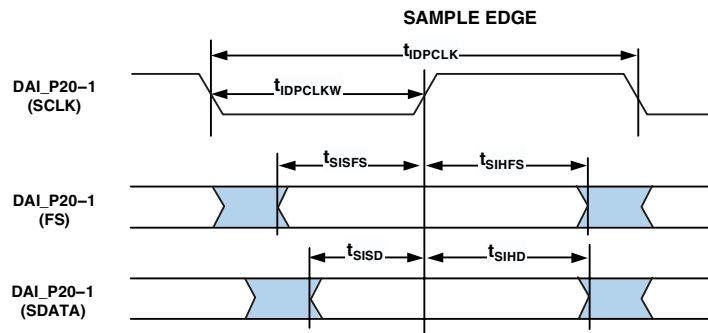 SAMPLE EDGE
tIDPCLK
DAI_P20–1
(SCLK)
tIDPCLKW
tSISFS
tSIHFS
DAI_P20–1
(FS)
tSISD
tSIHD
DAI_P20–1
(SDATA)